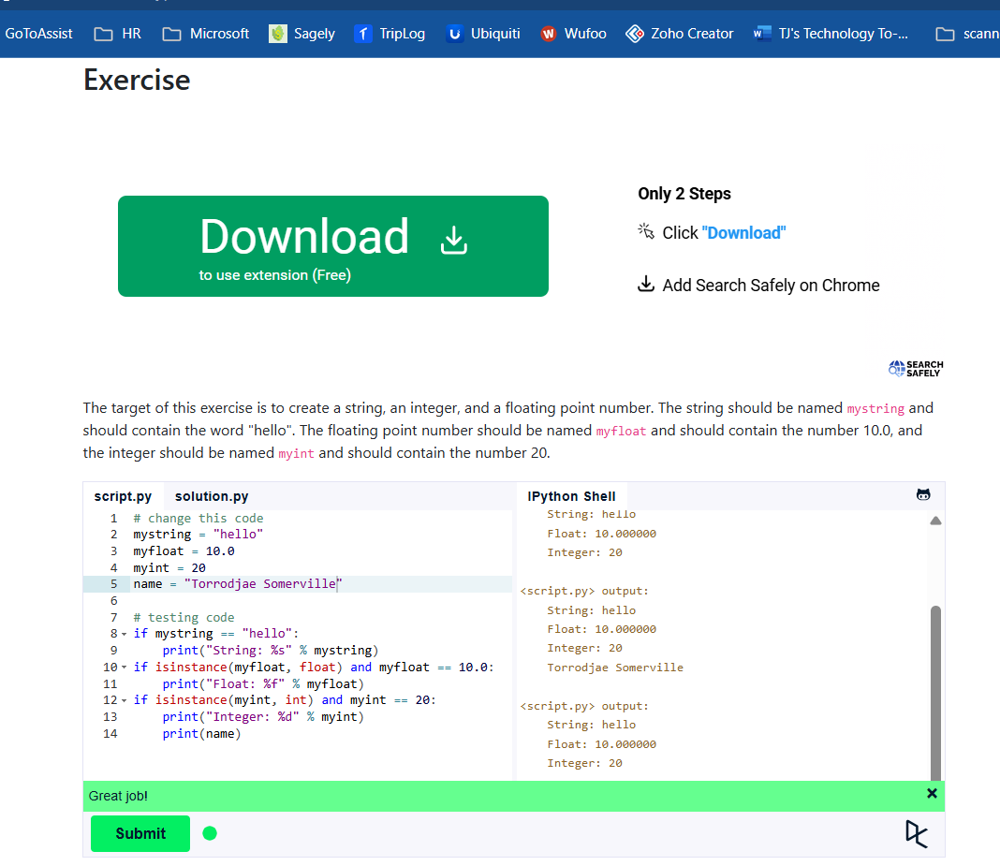 GoToAssist HR Microsoft Sagely TripLog Ubiquiti Wufoo Zoho Creator TJ's Technology To-... scann
Exercise
Download
to use extension (Free)
Only 2 Steps
Click "Download"
Add Search Safely on Chrome
SEARCH
SAFELY
The target of this exercise is to create a string, an integer, and a floating point number. The string should be named mystring and
should contain the word "hello". The floating point number should be named myfloat and should contain the number 10.0, and
the integer should be named myint and should contain the number 20.
script.py solution.py
1 # change this code
2 mystring = "hello"
3 myfloat = 10.0
4 myint = 20
5 name = "Torrodjae Somerville"
6
7 # testing code
8 if mystring == "hello":
9     print("String: %s" % mystring)
10 if isinstance(myfloat, float) and myfloat == 10.0:
11     print("Float: %f" % myfloat)
12 if isinstance(myint, int) and myint == 20:
13     print("Integer: %d" % myint)
14     print(name)
IPython Shell
String: hello
Float: 10.000000
Integer: 20
<script.py> output:
String: hello
Float: 10.000000
Integer: 20
Torrodjae Somerville
<script.py> output:
String: hello
Float: 10.000000
Integer: 20
Great job!
Submit